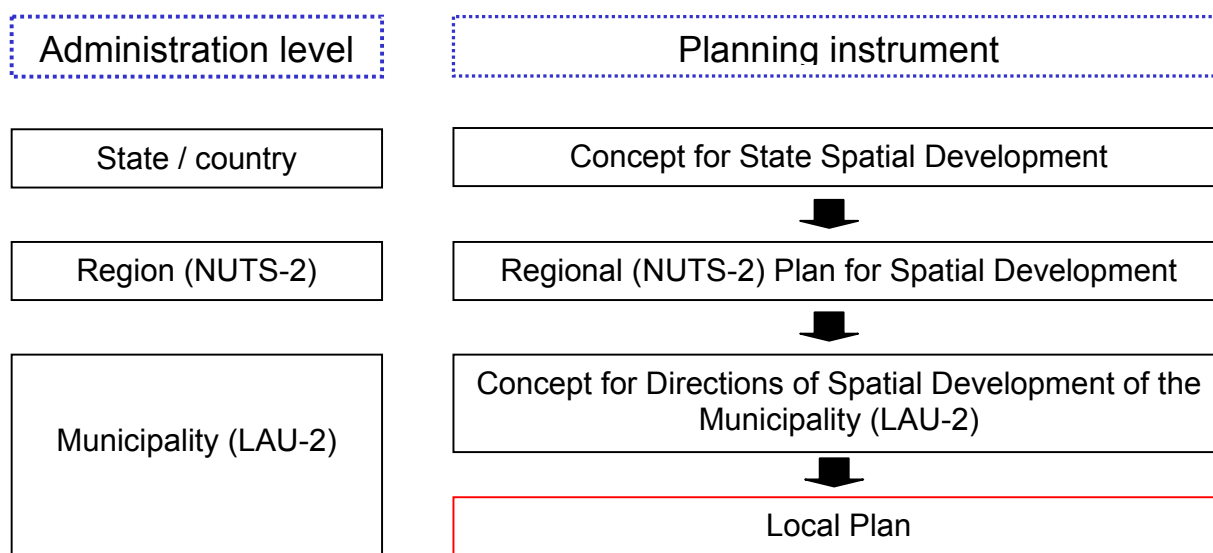 Administration level
Planning instrument
State / country
Concept for State Spatial Development
Region (NUTS-2)
Regional (NUTS-2) Plan for Spatial Development
Municipality (LAU-2)
Concept for Directions of Spatial Development of the
Municipality (LAU-2)
Local Plan